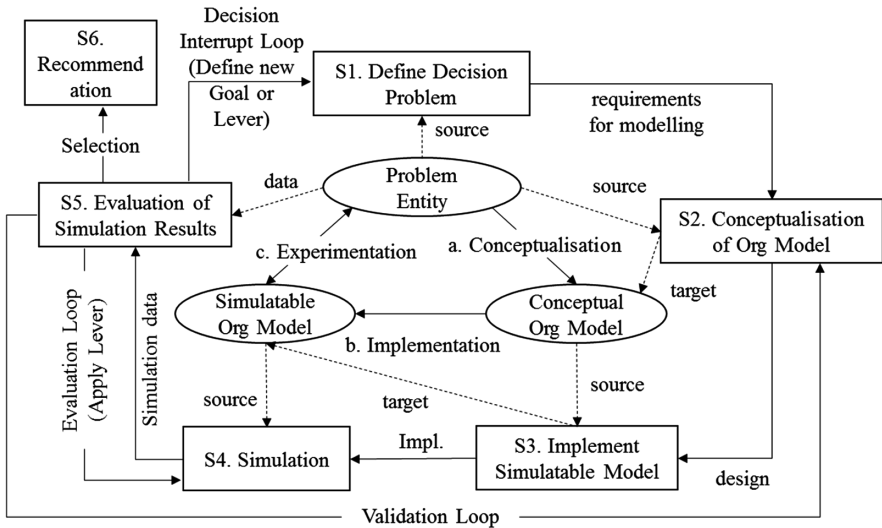 S6.
Recommend
ation
Decision
Interrupt Loop
(Define new
Goal or
Lever)
S1. Define Decision
Problem
requirements
for modelling
Selection
source
data
Problem
Entity
source
S5. Evaluation of
Simulation Results
S2. Conceptualisation
of Org Model
c. Experimentation
a. Conceptualisation
target
Simulatable
Org Model
Conceptual
Org Model
b. Implementation
Evaluation Loop
(Apply Lever)
Simulation data
source
target
source
S4. Simulation
Impl.
S3. Implement
Simulatable Model
design
Validation Loop